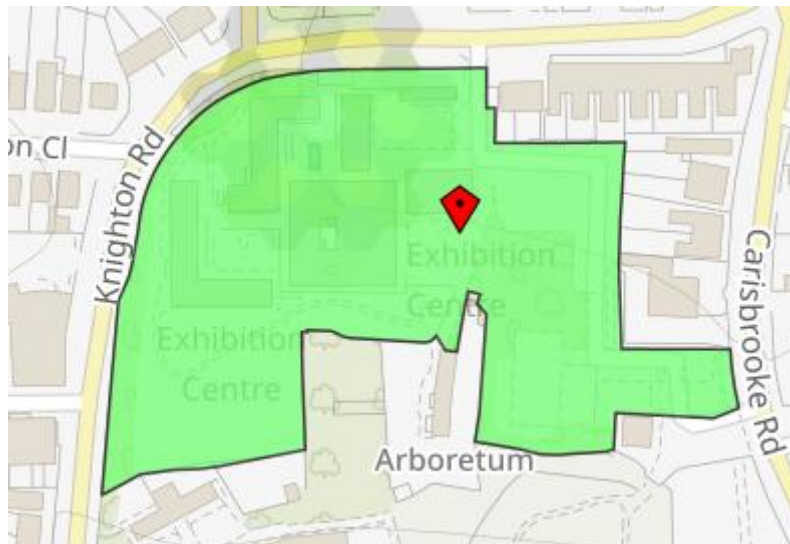 on Cl
Knighton Rd
Exhibition
Centre
Exhibition
Centre
Carisbrooke Rd
Arboretum